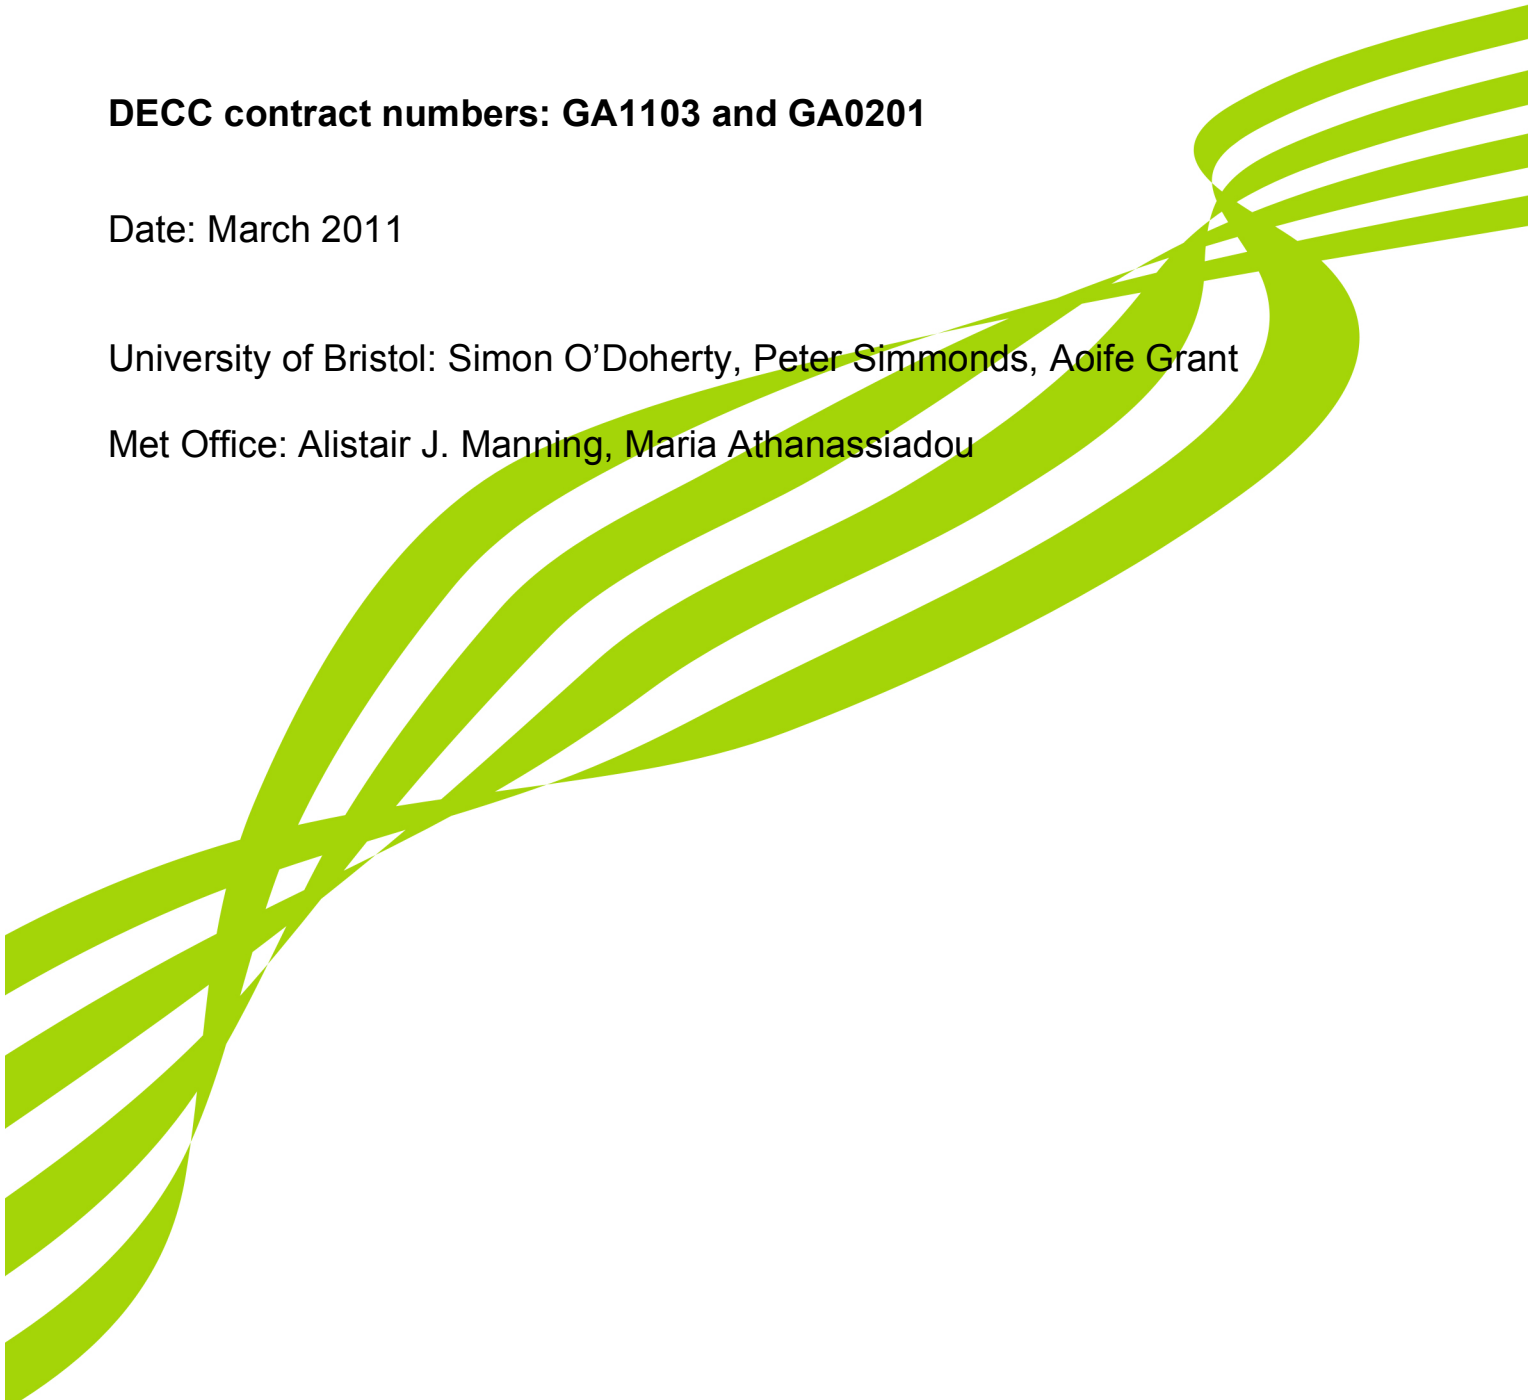 DECC contract numbers: GA1103 and GA0201
Date: March 2011
University of Bristol: Simon O’Doherty, Peter Simmonds, Aoife Grant
Met Office: Alistair J. Manning, Maria Athanassiadou